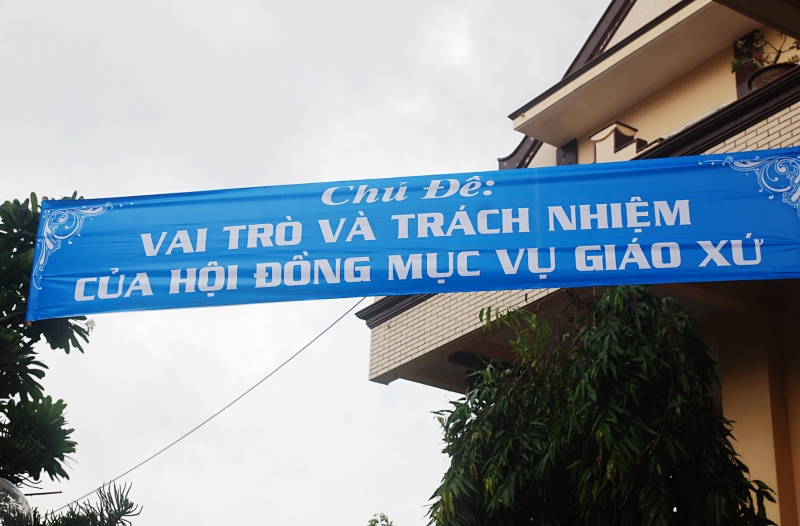 Chủ Đề:
VAI TRÒ VÀ TRÁCH NHIỆM
CỦA HỘI ĐỒNG MỤC VỤ GIÁO XỨ